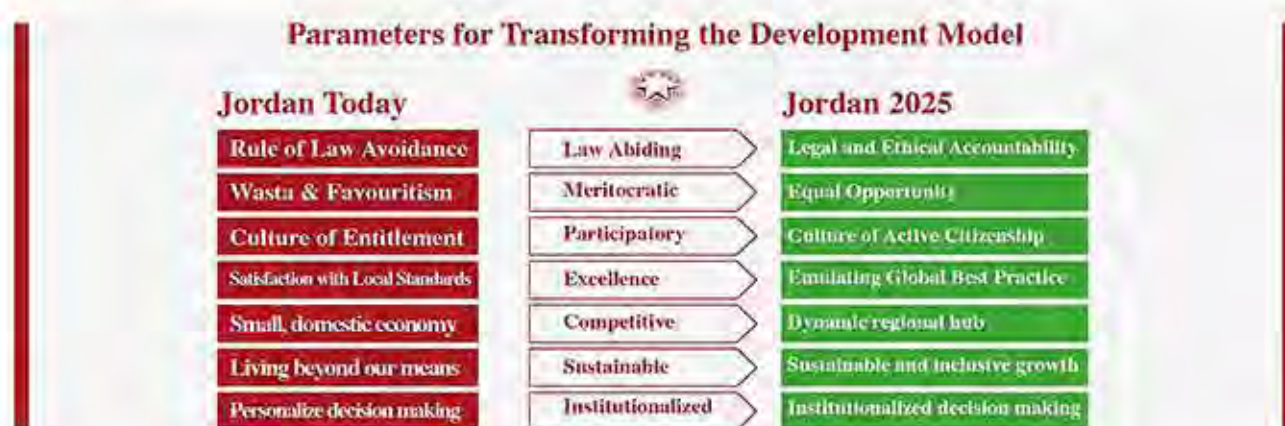 Parameters for Transforming the Development Model
Jordan Today
Jordan 2025
Rule of Law Avoidance
Law Abiding
Legal and Ethical Accountability
Wasta & Favouritism
Meritocratic
Equal Opportunity
Culture of Entitlement
Participatory
Culture of Active Citizenship
Satisfaction with Local Standards
Excellence
Emulating Global Best Practice
Small, domestic economy
Competitive
Dynamic regional hub
Living beyond our means
Sustainable
Sustainable and inclusive growth
Personalize decision making
Institutionalized
Institutionalized decision making